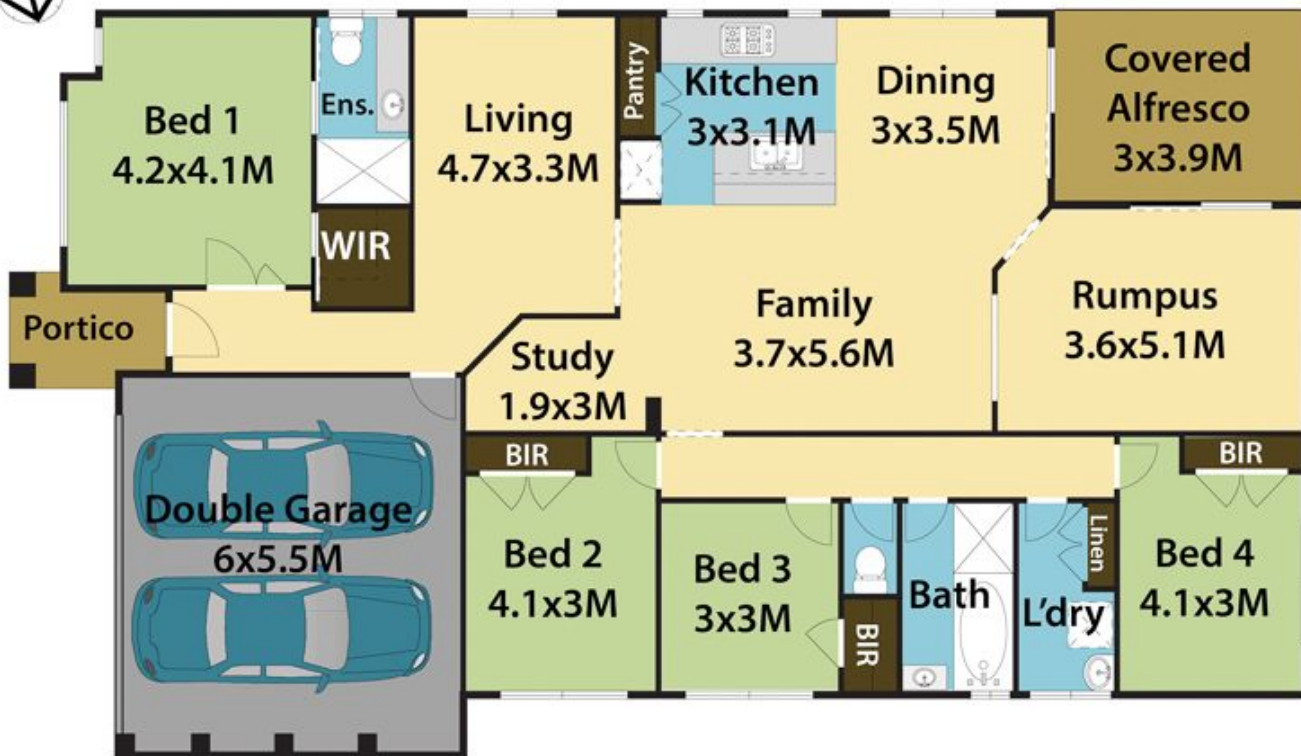 Bed 1
4.2x4.1M
Ens.
WIR
Living
4.7x3.3M
Pantry
Kitchen
3x3.1M
Dining
3x3.5M
Covered
Alfresco
3x3.9M
Portico
Study
1.9x3M
Family
3.7x5.6M
Rumpus
3.6x5.1M
Double Garage
6x5.5M
BIR
Bed 2
4.1x3M
Bed 3
3x3M
BIR
Bath
L'dry
Linen
BIR
Bed 4
4.1x3M